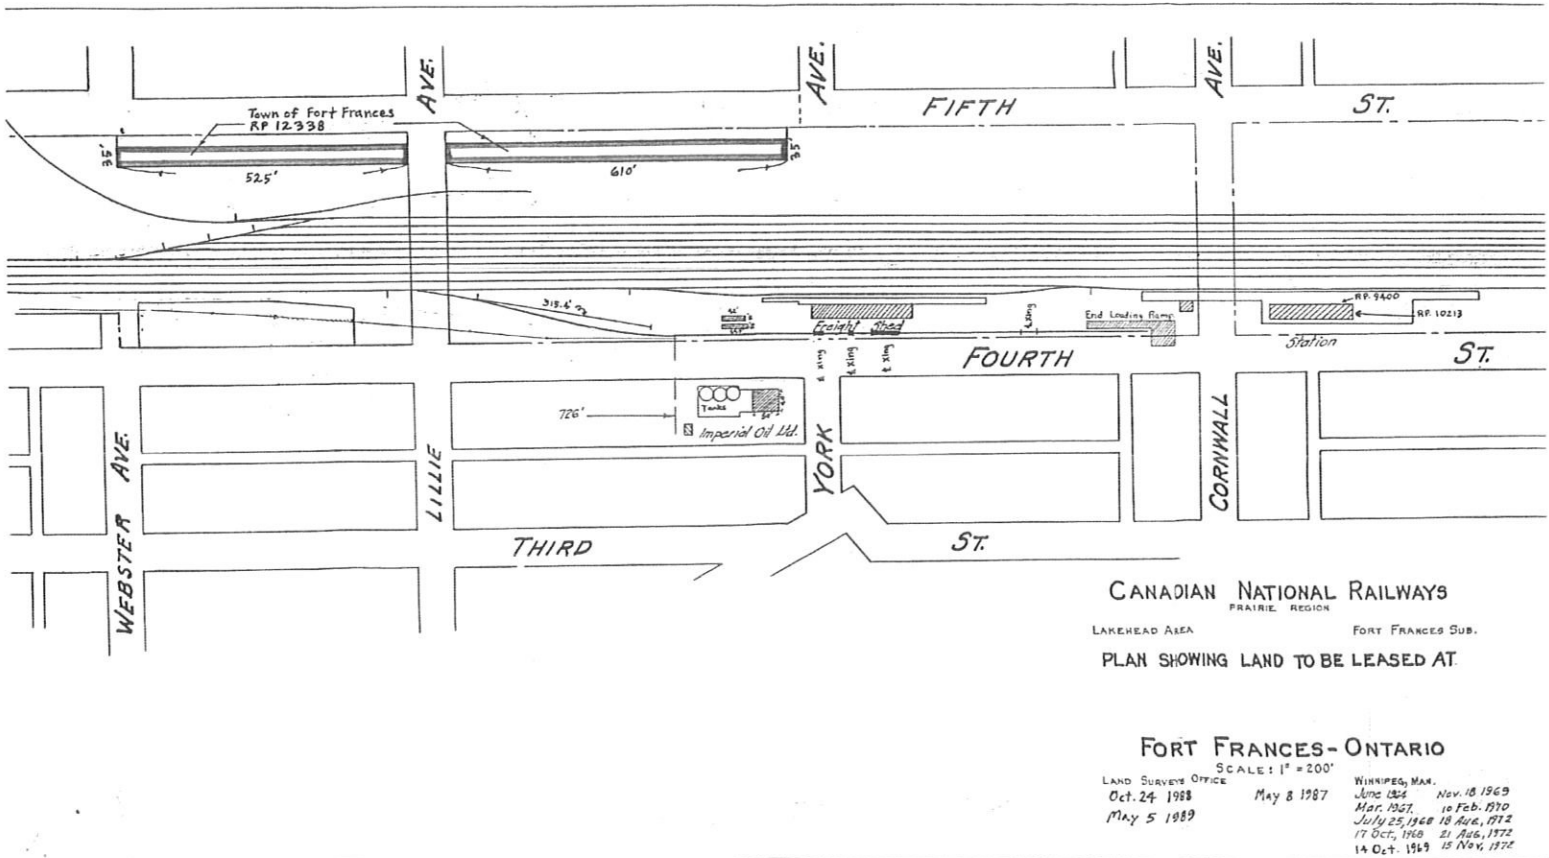 AVE.
AVE.
AVE.
FIFTH
ST.
Town of Fort Frances
RP 12338
35'
525'
610'
35'
315.4'
Freight Shed
¢ xing
¢ xing
¢ xing
¢ xing
End Loading Ramp
RP. 9400
RP. 10213
Station
FOURTH
ST.
726'
Tanks
Imperial Oil Ltd.
WEBSTER AVE.
LILLIE
YORK
CORNWALL
THIRD
ST.
CANADIAN NATIONAL RAILWAYS
PRAIRIE REGION
LAKEHEAD AREA
FORT FRANCES SUB.
PLAN SHOWING LAND TO BE LEASED AT
FORT FRANCES-ONTARIO
SCALE: 1" = 200'
LAND SURVEYS OFFICE
WINNIPEG, MAN.
Oct. 24 1988
May 8 1987
May 5 1989
June 1964
Nov. 18 1969
Mar. 1967.
10 Feb. 1970
July 25, 1968
18 Aug., 1972
17 Oct., 1968
21 Aug., 1972
14 Oct. 1969
15 Nov, 1972